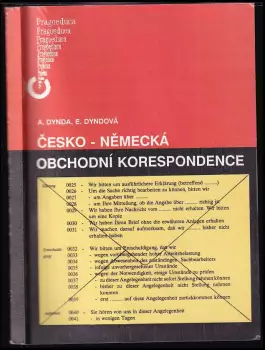 Pragoeduca
Pragoeduca
Pragoeduca
A. DYNDA, E. DYNDOVÁ
ČESKO - NĚMECKÁ
OBCHODNÍ KORESPONDENCE
0025 - Wir bitten um ausführlichere Erklärung (betreffend ........)
0026 - Um die Sache richtig bearbeiten zu können, bitten wir
0027 - um Angaben über .....
0028 - um Ihre Mitteilung, ob die Angabe über ..... richtig ist
0029 - Wir haben Ihre Nachricht vom ..... nicht erhalten. Wir bitten
um eine Kopie
0030 - Wir haben Ihren Brief ohne die erwähnten Anlagen erhalten
0031 - Wir machen darauf aufmerksam, daß wir ..... bisher nicht
erhalten haben
0032 - Wir bitten um Entschuldigung, daß wir
0033 - wegen vorübergehender hoher Arbeitsbelastung
0034 - wegen Abwesenheit des zuständigen Sachbearbeiters
0035 - infolge unvorhergesehener Umstände
0036 - wegen der Notwendigkeit, einige Umstände zu prüfen
0037 - zu dieser Angelegenheit nicht sofort Stellung nehmen können
0038 - bisher zu dieser Angelegenheit nicht Stellung nehmen
konnten
0039 - erst ..... auf diese Angelegenheit zurückkommen können
0040 - Sie hören von uns in dieser Angelegenheit
0041 - in wenigen Tagen